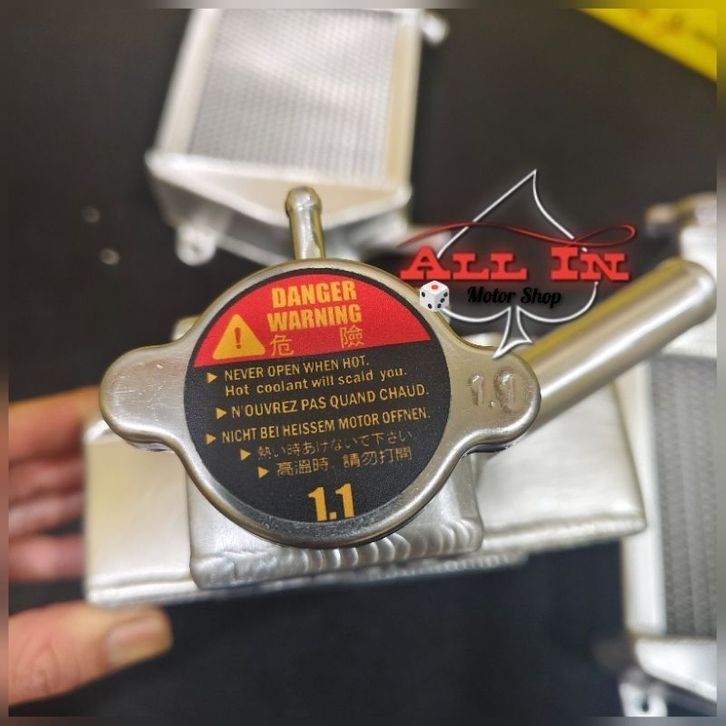 ALL IN
Motor Shop
DANGER
WARNING
危 險
NEVER OPEN WHEN HOT.
Hot coolant will scald you.
N'OUVREZ PAS QUAND CHAUD.
NICHT BEI HEISSEM MOTOR OFFNEN.
熱い時あけないで下さい
高溫時．請勿打開
1.1
1.1